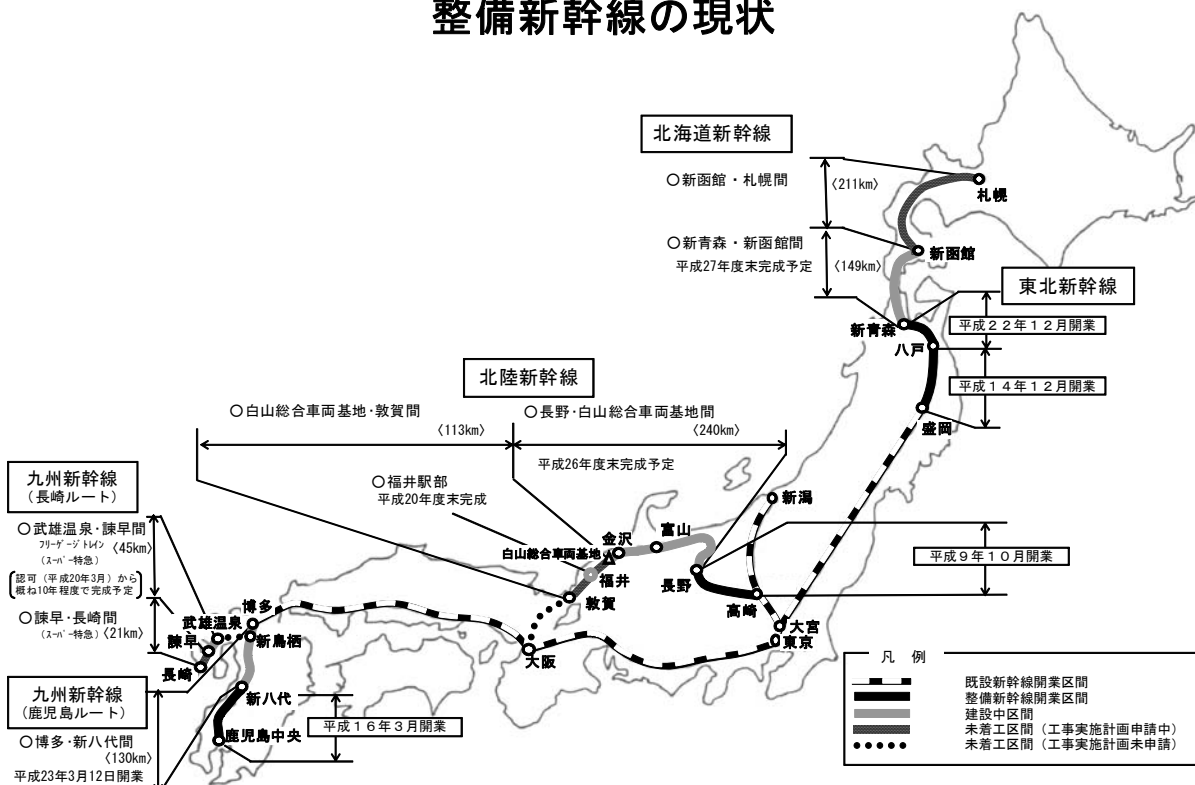 整備新幹線の現状
北海道新幹線
○新函館・札幌間
〈211km〉
札幌
○新青森・新函館間
平成27年度末完成予定
〈149km〉
新函館
東北新幹線
新青森
平成22年12月開業
八戸
平成14年12月開業
盛岡
北陸新幹線
○白山総合車両基地・敦賀間
〈113km〉
○長野・白山総合車両基地間
〈240km〉
平成26年度末完成予定
○福井駅部
平成20年度末完成
新潟
富山
金沢
白山総合車両基地
福井
敦賀
長野
高崎
平成9年10月開業
大宮
東京
大阪
九州新幹線
(長崎ルート)
○武雄温泉・諫早間
フリーゲージトレイン 〈45km〉
(スーパー特急)
認可(平成20年3月)から
概ね10年程度で完成予定
○諫早・長崎間
(スーパー特急) 〈21km〉
博多
武雄温泉
新鳥栖
諫早
長崎
九州新幹線
(鹿児島ルート)
○博多・新八代間
〈130km〉
平成23年3月12日開業
新八代
平成16年3月開業
鹿児島中央
凡 例
既設新幹線開業区間
整備新幹線開業区間
建設中区間
未着工区間(工事実施計画申請中)
未着工区間(工事実施計画未申請)